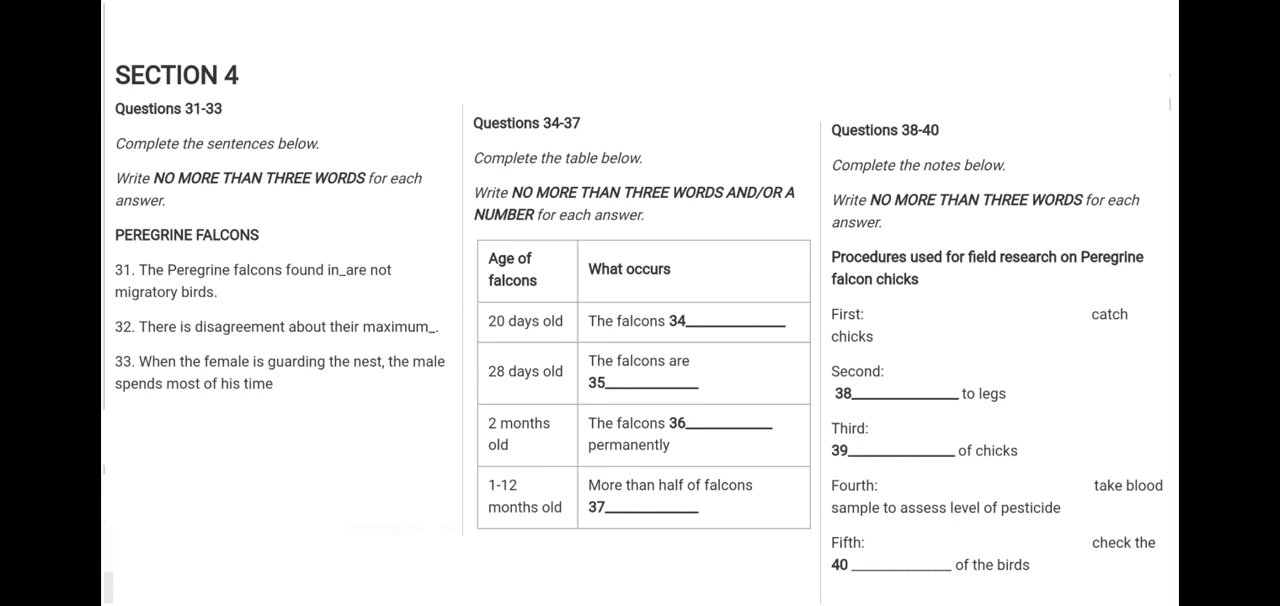 SECTION 4
Questions 31-33
Complete the sentences below.
Write NO MORE THAN THREE WORDS for each
answer.
PEREGRINE FALCONS
31. The Peregrine falcons found in_are not
migratory birds.
32. There is disagreement about their maximum_.
33. When the female is guarding the nest, the male
spends most of his time
Questions 34-37
Complete the table below.
Write NO MORE THAN THREE WORDS AND/OR A
NUMBER for each answer.
Age of
falcons
What occurs
20 days old
The falcons 34____________
28 days old
The falcons are
35___________
2 months
old
The falcons 36__________
permanently
1-12
months old
More than half of falcons
37___________
Questions 38-40
Complete the notes below.
Write NO MORE THAN THREE WORDS for each
answer.
Procedures used for field research on Peregrine
falcon chicks
First: catch
chicks
Second:
38_____________ to legs
Third:
39_____________ of chicks
Fourth: take blood
sample to assess level of pesticide
Fifth: check the
40 ____________ of the birds